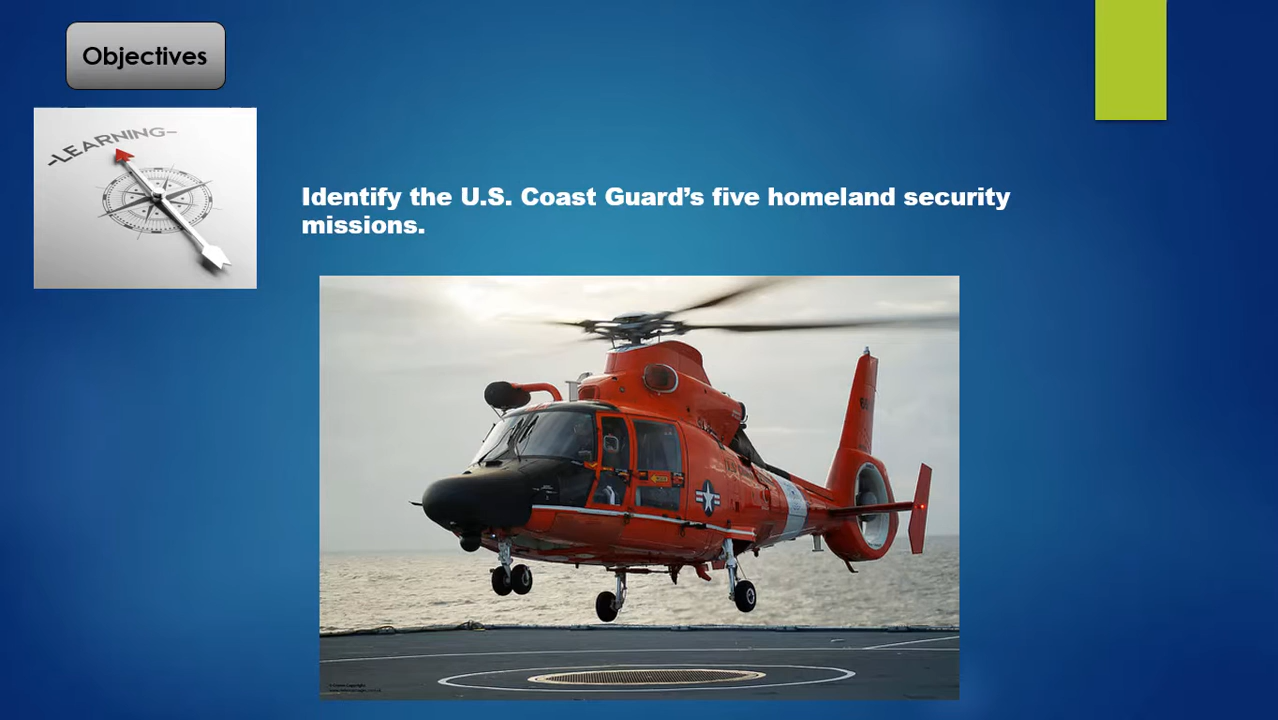 Objectives
-LEARNING-
Identify the U.S. Coast Guard’s five homeland security
missions.